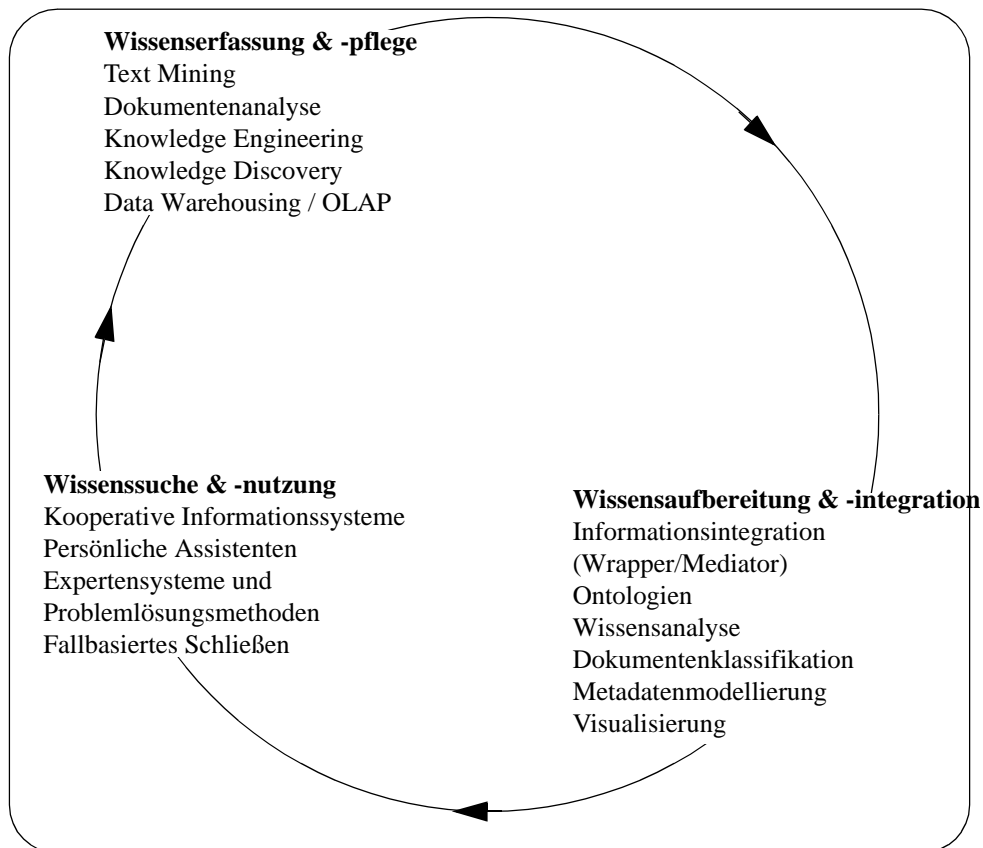 Wissenserfassung & -pflege
Text Mining
Dokumentenanalyse
Knowledge Engineering
Knowledge Discovery
Data Warehousing / OLAP
Wissenssuche & -nutzung
Kooperative Informationssysteme
Persönliche Assistenten
Expertensysteme und
Problemlösungsmethoden
Fallbasiertes Schließen
Wissensaufbereitung & -integration
Informationsintegration
(Wrapper/Mediator)
Ontologien
Wissensanalyse
Dokumentenklassifikation
Metadatenmodellierung
Visualisierung